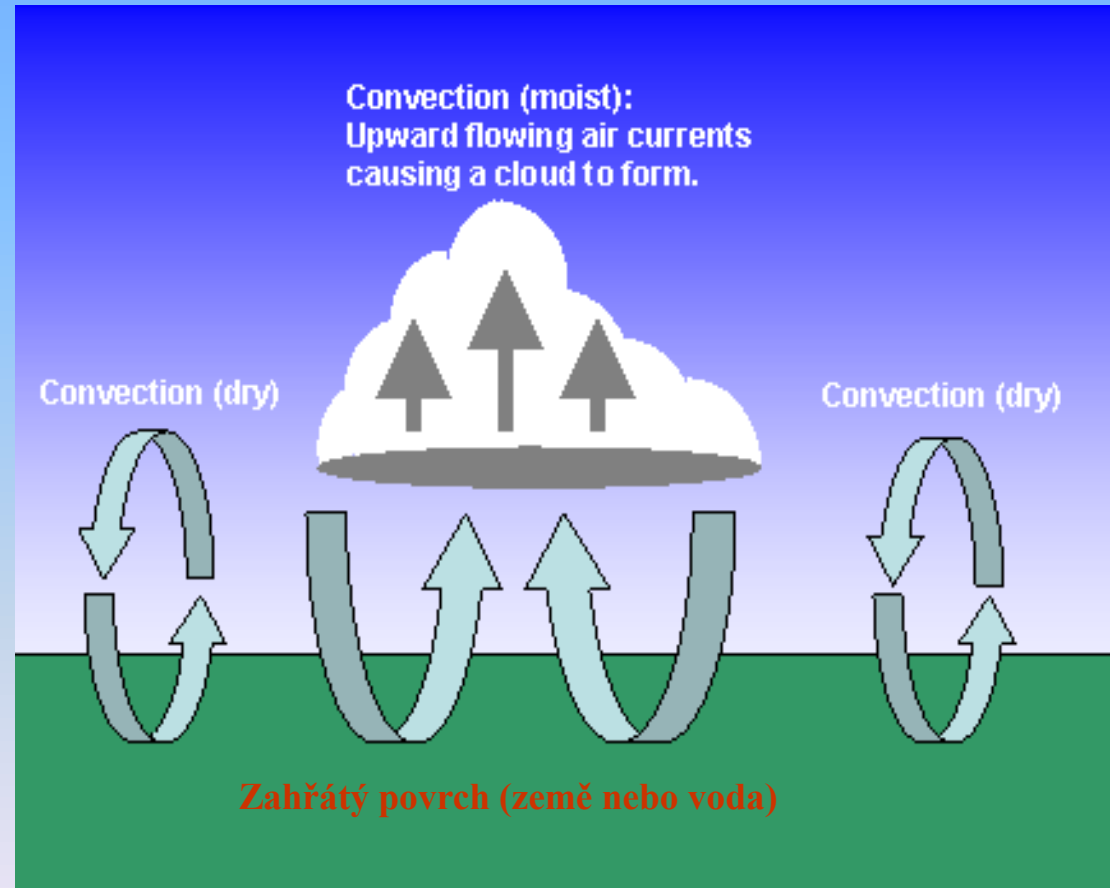 Convection (moist):
Upward flowing air currents
causing a cloud to form.
Convection (dry)
Convection (dry)
Zahřátý povrch (země nebo voda)